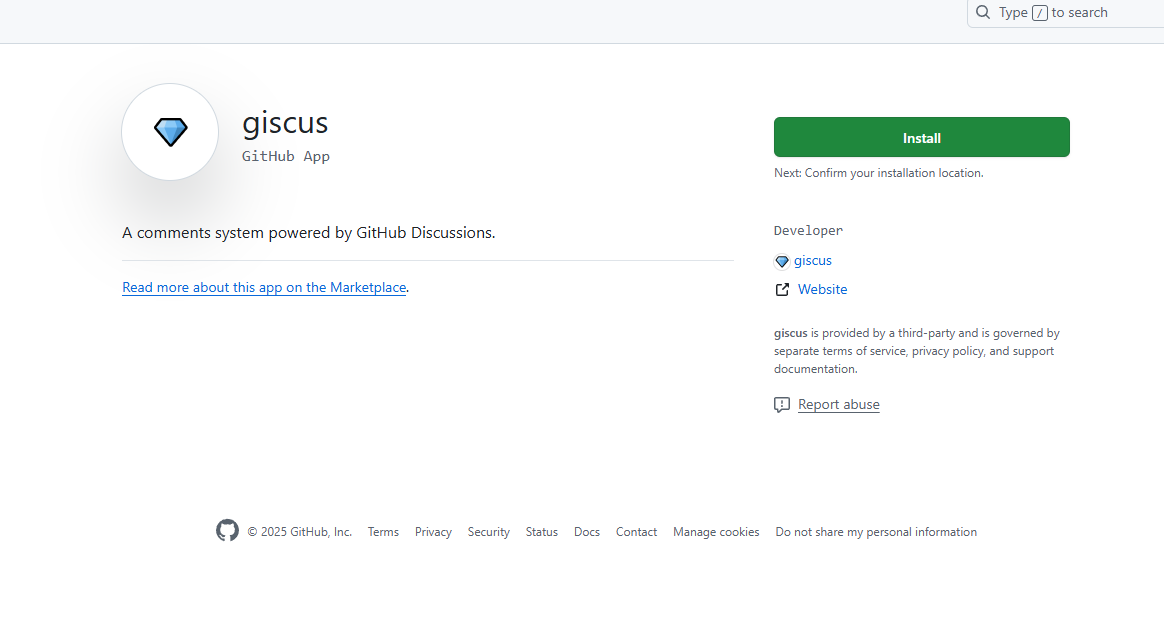 Type / to search
giscus
GitHub App
A comments system powered by GitHub Discussions.
Read more about this app on the Marketplace.
Install
Next: Confirm your installation location.
Developer
giscus
Website
giscus is provided by a third-party and is governed by
separate terms of service, privacy policy, and support
documentation.
Report abuse
© 2025 GitHub, Inc. Terms Privacy Security Status Docs Contact Manage cookies Do not share my personal information